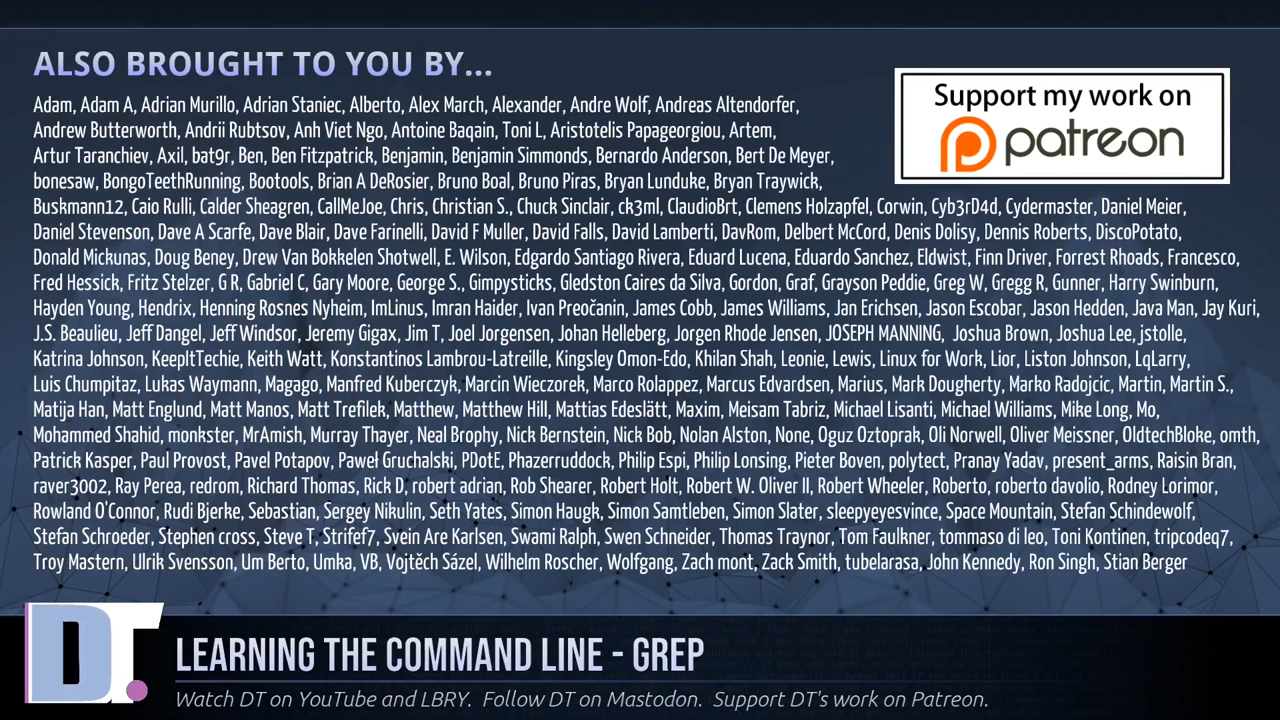 ALSO BROUGHT TO YOU BY...
Adam, Adam A, Adrian Murillo, Adrian Staniec, Alberto, Alex March, Alexander, Andre Wolf, Andreas Altendorfer,
Andrew Butterworth, Andrii Rubtsov, Anh Viet Ngo, Antoine Baqain, Toni L, Aristotelis Papageorgiou, Artem,
Artur Taranchiev, Axil, bat9r, Ben, Ben Fitzpatrick, Benjamin, Benjamin Simmonds, Bernardo Anderson, Bert De Meyer,
bonesaw, BongoTeethRunning, Bootools, Brian A DeRosier, Bruno Boal, Bruno Piras, Bryan Lunduke, Bryan Traywick,
Buskmann12, Caio Rulli, Calder Sheagren, CallMeJoe, Chris, Christian S., Chuck Sinclair, ck3ml, ClaudioBrt, Clemens Holzapfel, Corwin, Cyb3rD4d, Cydermaster, Daniel Meier,
Daniel Stevenson, Dave A Scarfe, Dave Blair, Dave Farinelli, David F Muller, David Falls, David Lamberti, DavRom, Delbert McCord, Denis Dolisy, Dennis Roberts, DiscoPotato,
Donald Mickunas, Doug Beney, Drew Van Bokkelen Shotwell, E. Wilson, Edgardo Santiago Rivera, Eduard Lucena, Eduardo Sanchez, Eldwist, Finn Driver, Forrest Rhoads, Francesco,
Fred Hessick, Fritz Stelzer, G R, Gabriel C, Gary Moore, George S., Gimpysticks, Gledston Caires da Silva, Gordon, Graf, Grayson Peddie, Greg W, Gregg R, Gunner, Harry Swinburn,
Hayden Young, Hendrix, Henning Rosnes Nyheim, ImLinus, Imran Haider, Ivan Preočanin, James Cobb, James Williams, Jan Erichsen, Jason Escobar, Jason Hedden, Java Man, Jay Kuri,
J.S. Beaulieu, Jeff Dangel, Jeff Windsor, Jeremy Gigax, Jim T, Joel Jorgensen, Johan Helleberg, Jorgen Rhode Jensen, JOSEPH MANNING, Joshua Brown, Joshua Lee, jstolle,
Katrina Johnson, KeepItTechie, Keith Watt, Konstantinos Lambrou-Latreille, Kingsley Omon-Edo, Khilan Shah, Leonie, Lewis, Linux for Work, Lior, Liston Johnson, LqLarry,
Luis Chumpitaz, Lukas Waymann, Magago, Manfred Kuberczyk, Marcin Wieczorek, Marco Rolappez, Marcus Edvardsen, Marius, Mark Dougherty, Marko Radojcic, Martin, Martin S.,
Matija Han, Matt Englund, Matt Manos, Matt Trefilek, Matthew, Matthew Hill, Mattias Edeslätt, Maxim, Meisam Tabriz, Michael Lisanti, Michael Williams, Mike Long, Mo,
Mohammed Shahid, monkster, MrAmish, Murray Thayer, Neal Brophy, Nick Bernstein, Nick Bob, Nolan Alston, None, Oguz Oztoprak, Oli Norwell, Oliver Meissner, OldtechBloke, omth,
Patrick Kasper, Paul Provost, Pavel Potapov, Paweł Gruchalski, PDotE, Phazerruddock, Philip Espi, Philip Lonsing, Pieter Boven, polytect, Pranay Yadav, present_arms, Raisin Bran,
raver3002, Ray Perea, redrom, Richard Thomas, Rick D, robert adrian, Rob Shearer, Robert Holt, Robert W. Oliver II, Robert Wheeler, Roberto, roberto davolio, Rodney Lorimor,
Rowland O'Connor, Rudi Bjerke, Sebastian, Sergey Nikulin, Seth Yates, Simon Haugk, Simon Samtleben, Simon Slater, sleepyeyesvince, Space Mountain, Stefan Schindewolf,
Stefan Schroeder, Stephen cross, Steve T, Strifef7, Svein Are Karlsen, Swami Ralph, Swen Schneider, Thomas Traynor, Tom Faulkner, tommaso di leo, Toni Kontinen, tripcodeq7,
Troy Mastern, Ulrik Svensson, Um Berto, Umka, VB, Vojtěch Sázel, Wilhelm Roscher, Wolfgang, Zach mont, Zack Smith, tubelarasa, John Kennedy, Ron Singh, Stian Berger
Support my work on
patreon
DT.
LEARNING THE COMMAND LINE - GREP
Watch DT on YouTube and LBRY. Follow DT on Mastodon. Support DT's work on Patreon.